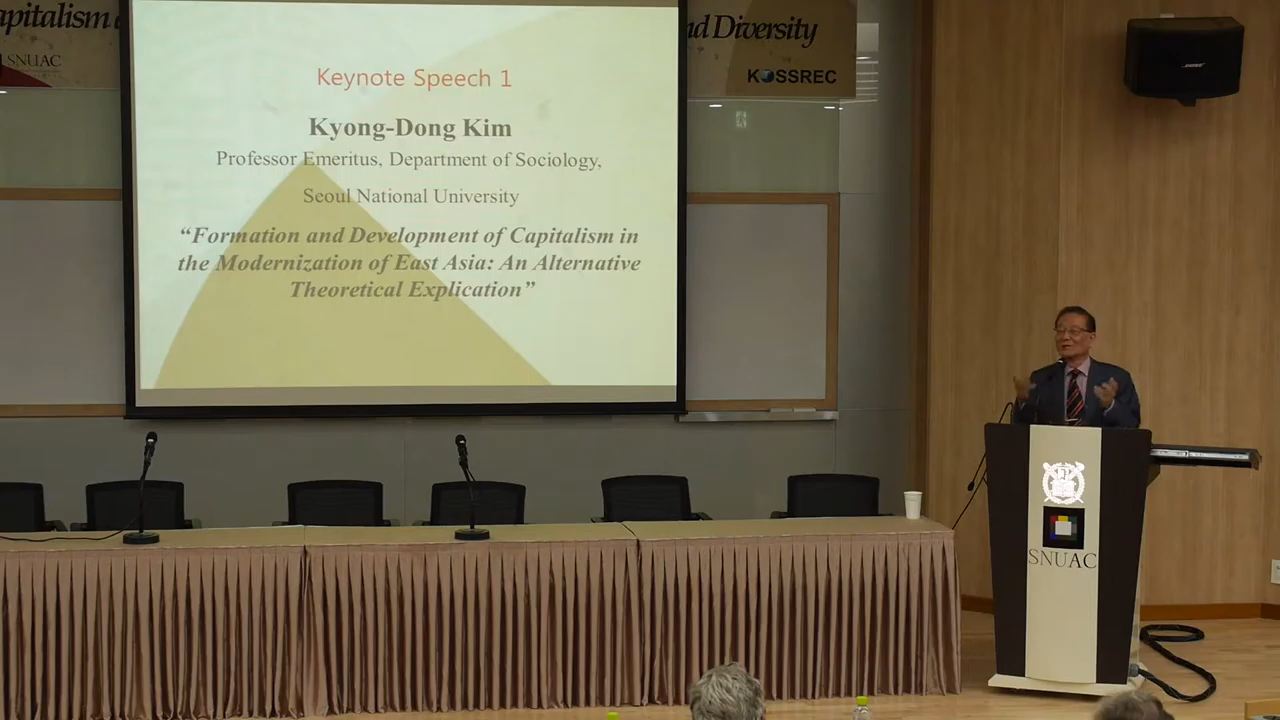 apitalism
nd Diversity
SNUAC
KOSSREC
Keynote Speech 1
Kyong-Dong Kim
Professor Emeritus, Department of Sociology,
Seoul National University
“Formation and Development of Capitalism in
the Modernization of East Asia: An Alternative
Theoretical Explication”
BOSE
SNUAC